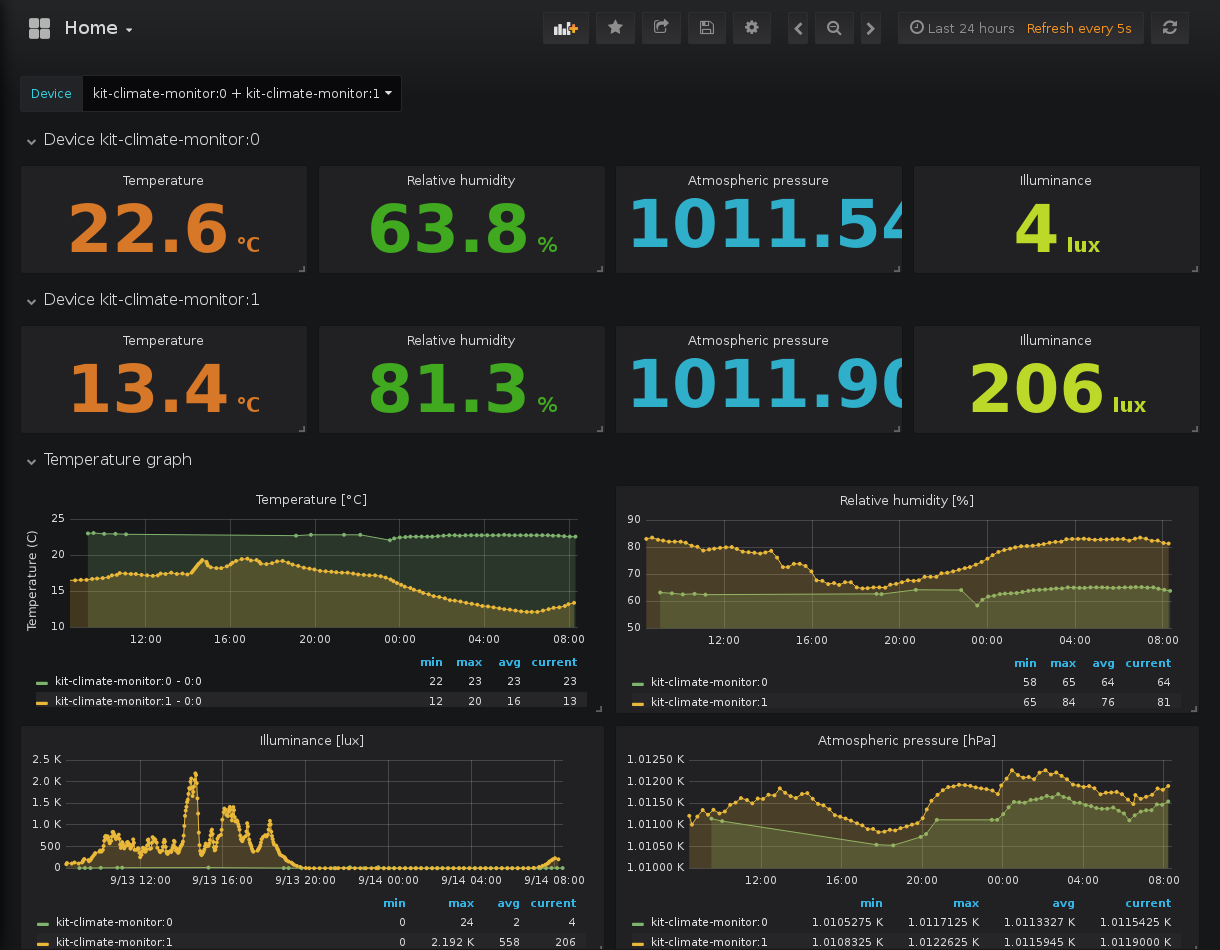 Home
Last 24 hours Refresh every 5s
Device kit-climate-monitor:0 + kit-climate-monitor:1
Device kit-climate-monitor:0
Temperature Relative humidity Atmospheric pressure Illuminance
22.6 °C 63.8 % 1011.54 4 lux
Device kit-climate-monitor:1
Temperature Relative humidity Atmospheric pressure Illuminance
13.4 °C 81.3 % 1011.90 206 lux
Temperature graph
Temperature [°C]
Temperature (C)
25
20
15
10
12:00 16:00 20:00 00:00 04:00 08:00
min max avg current
kit-climate-monitor:0 - 0:0 22 23 23 23
kit-climate-monitor:1 - 0:0 12 20 16 13
Relative humidity [%]
90
80
70
60
50
12:00 16:00 20:00 00:00 04:00 08:00
min max avg current
kit-climate-monitor:0 58 65 64 64
kit-climate-monitor:1 65 84 76 81
Illuminance [lux]
2.5 K
2.0 K
1.5 K
1.0 K
500
0
9/13 12:00 9/13 16:00 9/13 20:00 9/14 00:00 9/14 04:00 9/14 08:00
min max avg current
kit-climate-monitor:0 0 24 2 4
kit-climate-monitor:1 0 2.192 K 558 206
Atmospheric pressure [hPa]
1.01250 K
1.01200 K
1.01150 K
1.01100 K
1.01050 K
1.01000 K
12:00 16:00 20:00 00:00 04:00 08:00
min max avg current
kit-climate-monitor:0 1.0105275 K 1.0117125 K 1.0113327 K 1.0115425 K
kit-climate-monitor:1 1.0108325 K 1.0122625 K 1.0115945 K 1.0119000 K